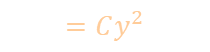 = Cy²